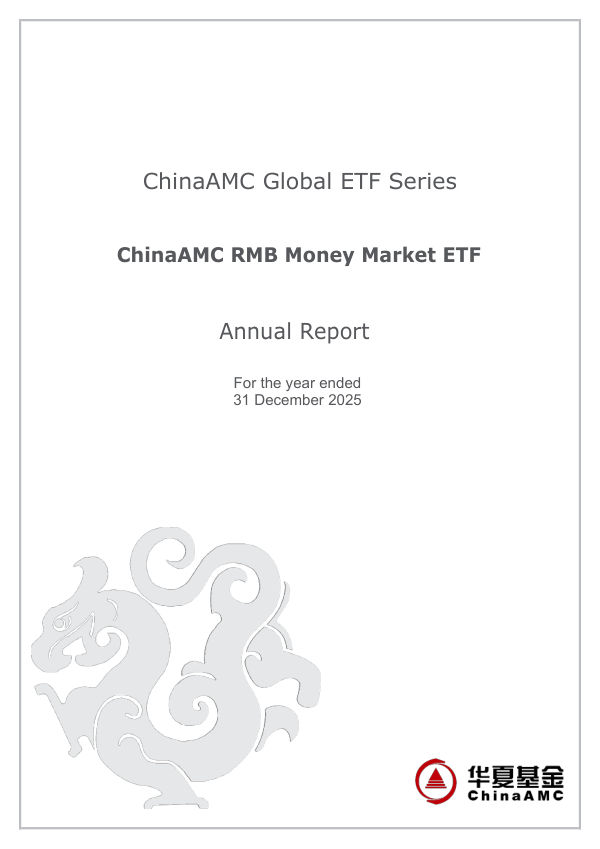 ChinaAMC Global ETF Series
ChinaAMC RMB Money Market ETF
Annual Report
For the year ended
31 December 2025
华夏基金
ChinaAMC